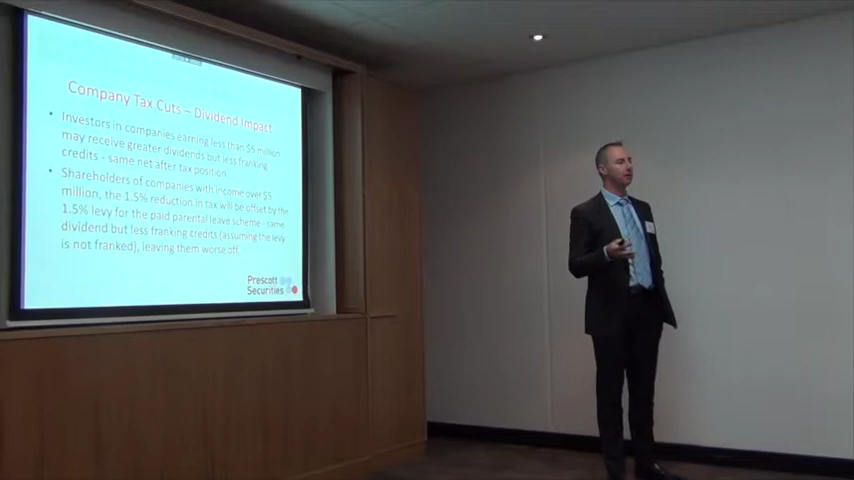 Company Tax Cuts – Dividend Impact
• Investors in companies earning less than $5 million
may receive greater dividends but less franking
credits - same net after tax position.
• Shareholders of companies with income over $5
million, the 1.5% reduction in tax will be offset by the
1.5% levy for the paid parental leave scheme - same
dividend but less franking credits (assuming the levy
is not franked), leaving them worse off.
Prescott
Securities